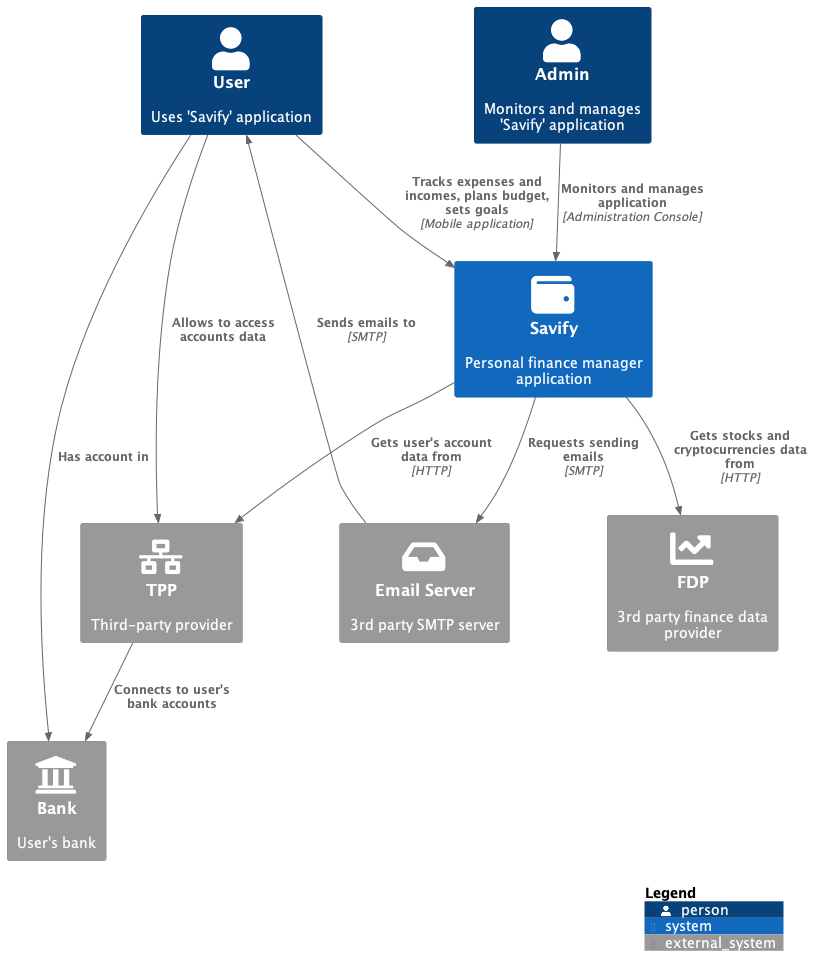 User
Uses 'Savify' application
Admin
Monitors and manages
'Savify' application
Tracks expenses and
incomes, plans budget,
sets goals
[Mobile application]
Monitors and manages
application
[Administration Console]
Allows to access
accounts data
Sends emails to
[SMTP]
Savify
Personal finance manager
application
Has account in
Gets user's account
data from
[HTTP]
Requests sending
emails
[SMTP]
Gets stocks and
cryptocurrencies data
from
[HTTP]
TPP
Third-party provider
Email Server
3rd party SMTP server
FDP
3rd party finance data
provider
Connects to user's
bank accounts
Bank
User's bank
Legend
person
system
external_system